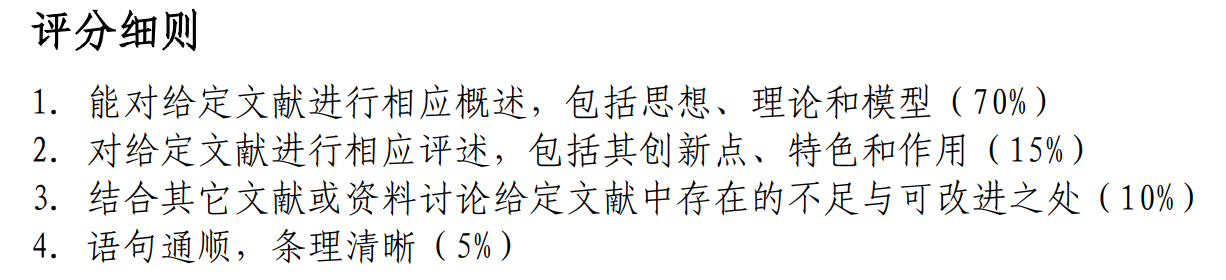 评分细则
1. 能对给定文献进行相应概述，包括思想、理论和模型（70%）
2. 对给定文献进行相应评述，包括其创新点、特色和作用（15%）
3. 结合其它文献或资料讨论给定文献中存在的不足与可改进之处（10%）
4. 语句通顺，条理清晰（5%）